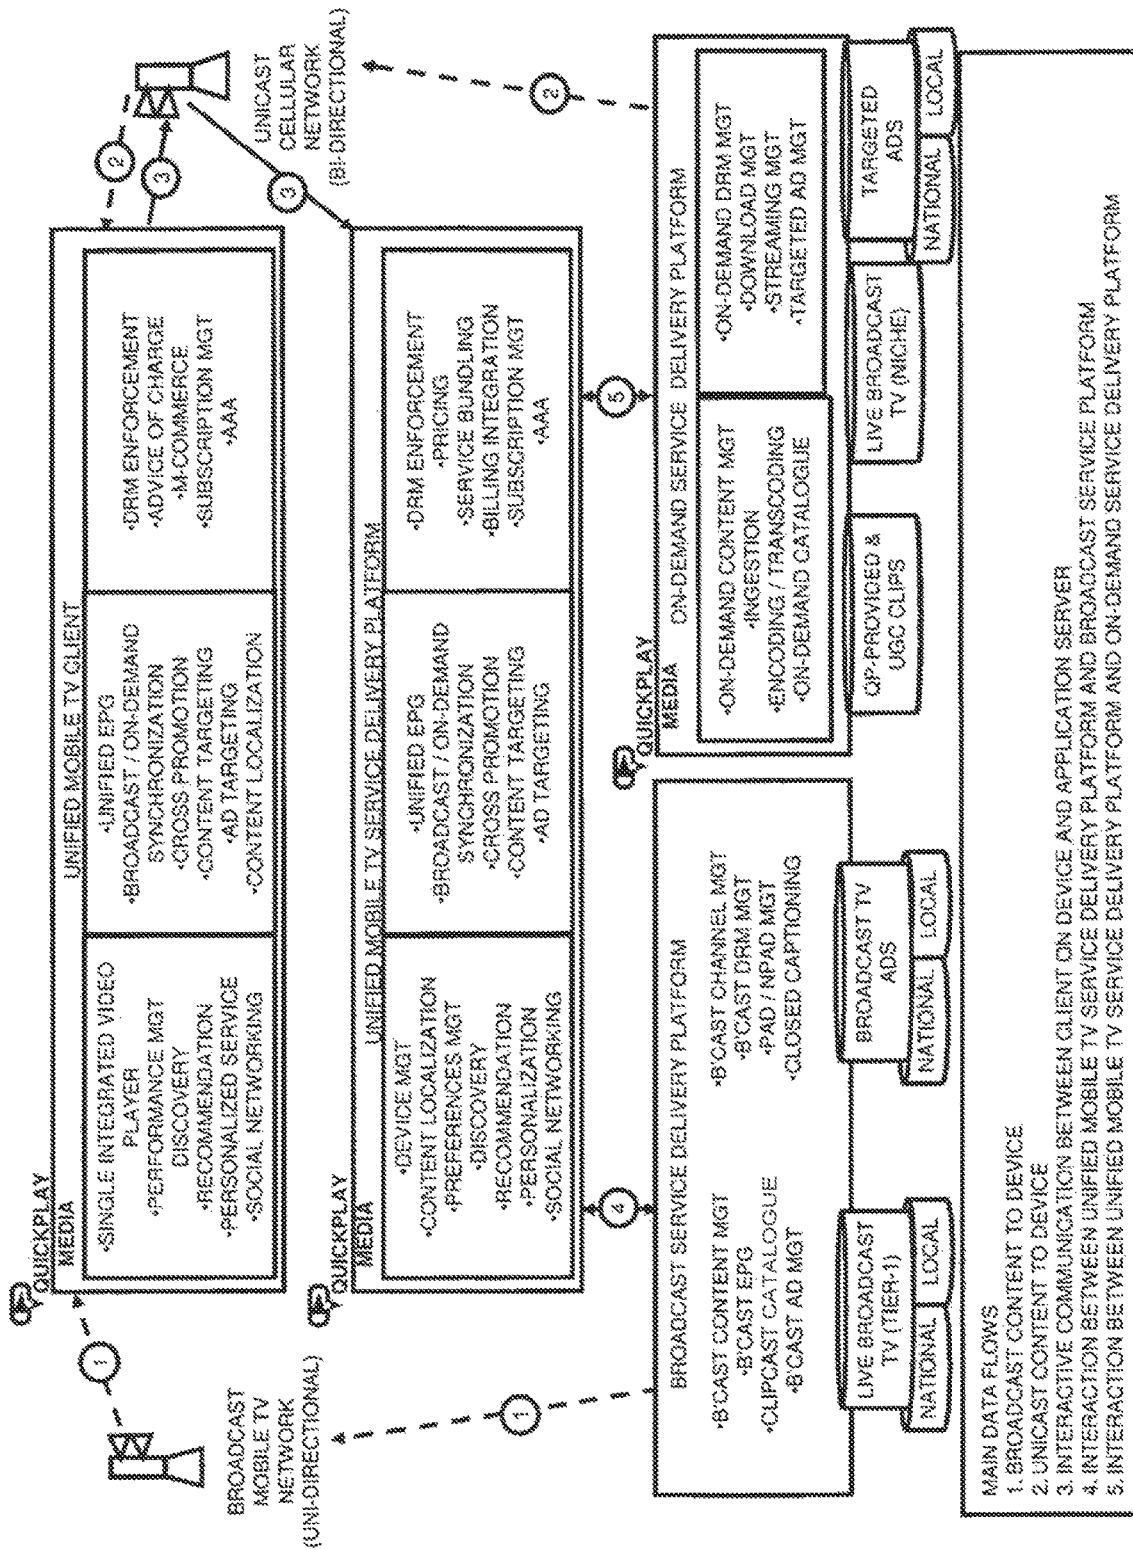 QUICKPLAY
MEDIA
UNIFIED MOBILE TV CLIENT
•SINGLE INTEGRATED VIDEO
PLAYER
•PERFORMANCE MGT
DISCOVERY
•RECOMMENDATION
•PERSONALIZED SERVICE
•SOCIAL NETWORKING
•UNIFIED EPG
•BROADCAST / ON-DEMAND
SYNCHRONIZATION
•CROSS PROMOTION
•CONTENT TARGETING
•AD TARGETING
•CONTENT LOCALIZATION
•DRM ENFORCEMENT
•ADVICE OF CHARGE
•M-COMMERCE
•SUBSCRIPTION MGT
•AAA
1
BROADCAST
MOBILE TV
NETWORK
(UNI-DIRECTIONAL)
1
2
3
3
UNICAST
CELLULAR
NETWORK
(BI-DIRECTIONAL)
2
QUICKPLAY
MEDIA
UNIFIED MOBILE TV SERVICE DELIVERY PLATFORM
•DEVICE MGT
•CONTENT LOCALIZATION
•PREFERENCES MGT
•DISCOVERY
•RECOMMENDATION
•PERSONALIZATION
•SOCIAL NETWORKING
•UNIFIED EPG
•BROADCAST / ON-DEMAND
SYNCHRONIZATION
•CROSS PROMOTION
•CONTENT TARGETING
•AD TARGETING
•DRM ENFORCEMENT
•PRICING
•SERVICE BUNDLING
•BILLING INTEGRATION
•SUBSCRIPTION MGT
•AAA
4
5
BROADCAST SERVICE DELIVERY PLATFORM
•B'CAST CONTENT MGT
•B'CAST EPG
•CLIPCAST CATALOGUE
•B'CAST AD MGT
•B'CAST CHANNEL MGT
•B'CAST DRM MGT
•PAD / NPAD MGT
•CLOSED CAPTIONING
LIVE BROADCAST
TV (TIER-1)
NATIONAL
LOCAL
BROADCAST TV
ADS
NATIONAL
LOCAL
QUICKPLAY
MEDIA
ON-DEMAND SERVICE DELIVERY PLATFORM
•ON-DEMAND CONTENT MGT
•INGESTION
•ENCODING / TRANSCODING
•ON-DEMAND CATALOGUE
•ON-DEMAND DRM MGT
•DOWNLOAD MGT
•STREAMING MGT
•TARGETED AD MGT
QP-PROVIDED &
UGC CLIPS
LIVE BROADCAST
TV (NICHE)
TARGETED
ADS
NATIONAL
LOCAL
MAIN DATA FLOWS
1. BROADCAST CONTENT TO DEVICE
2. UNICAST CONTENT TO DEVICE
3. INTERACTIVE COMMUNICATION BETWEEN CLIENT ON DEVICE AND APPLICATION SERVER
4. INTERACTION BETWEEN UNIFIED MOBILE TV SERVICE DELIVERY PLATFORM AND BROADCAST SERVICE PLATFORM
5. INTERACTION BETWEEN UNIFIED MOBILE TV SERVICE DELIVERY PLATFORM AND ON-DEMAND SERVICE DELIVERY PLATFORM